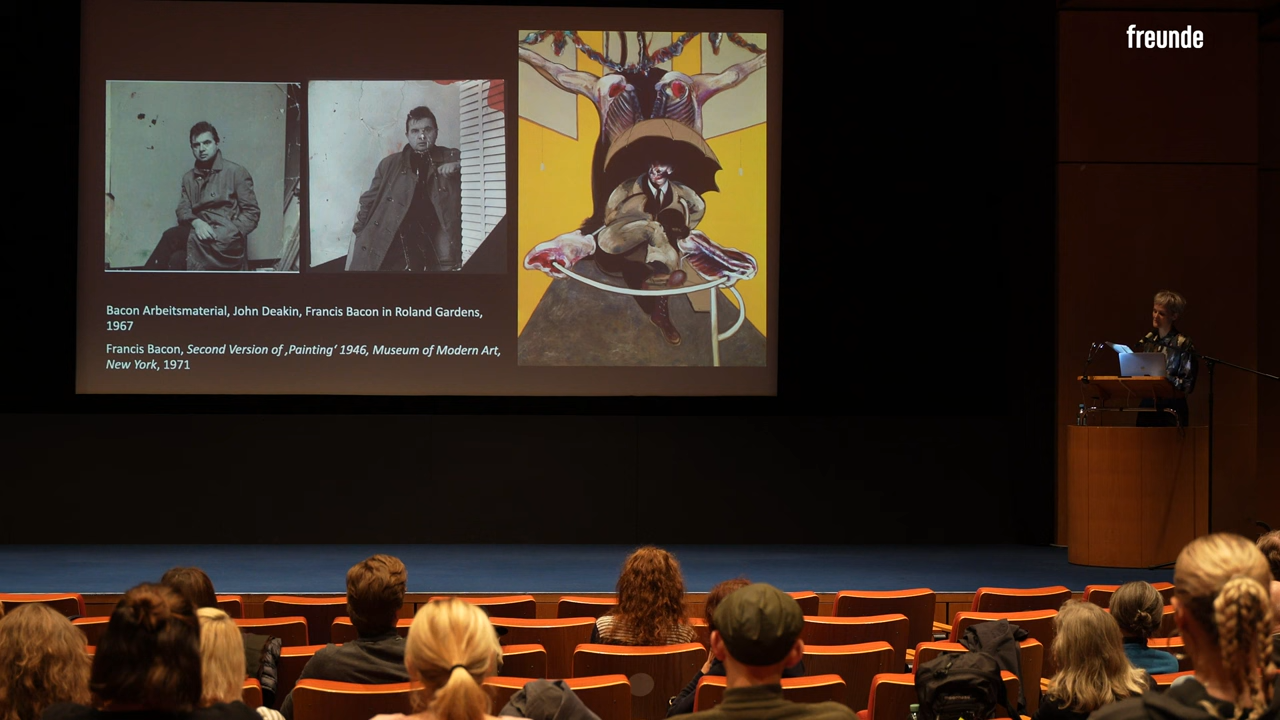 freunde
Bacon Arbeitsmaterial, John Deakin, Francis Bacon in Roland Gardens,
1967
Francis Bacon, Second Version of ‚Painting‘ 1946, Museum of Modern Art,
New York, 1971